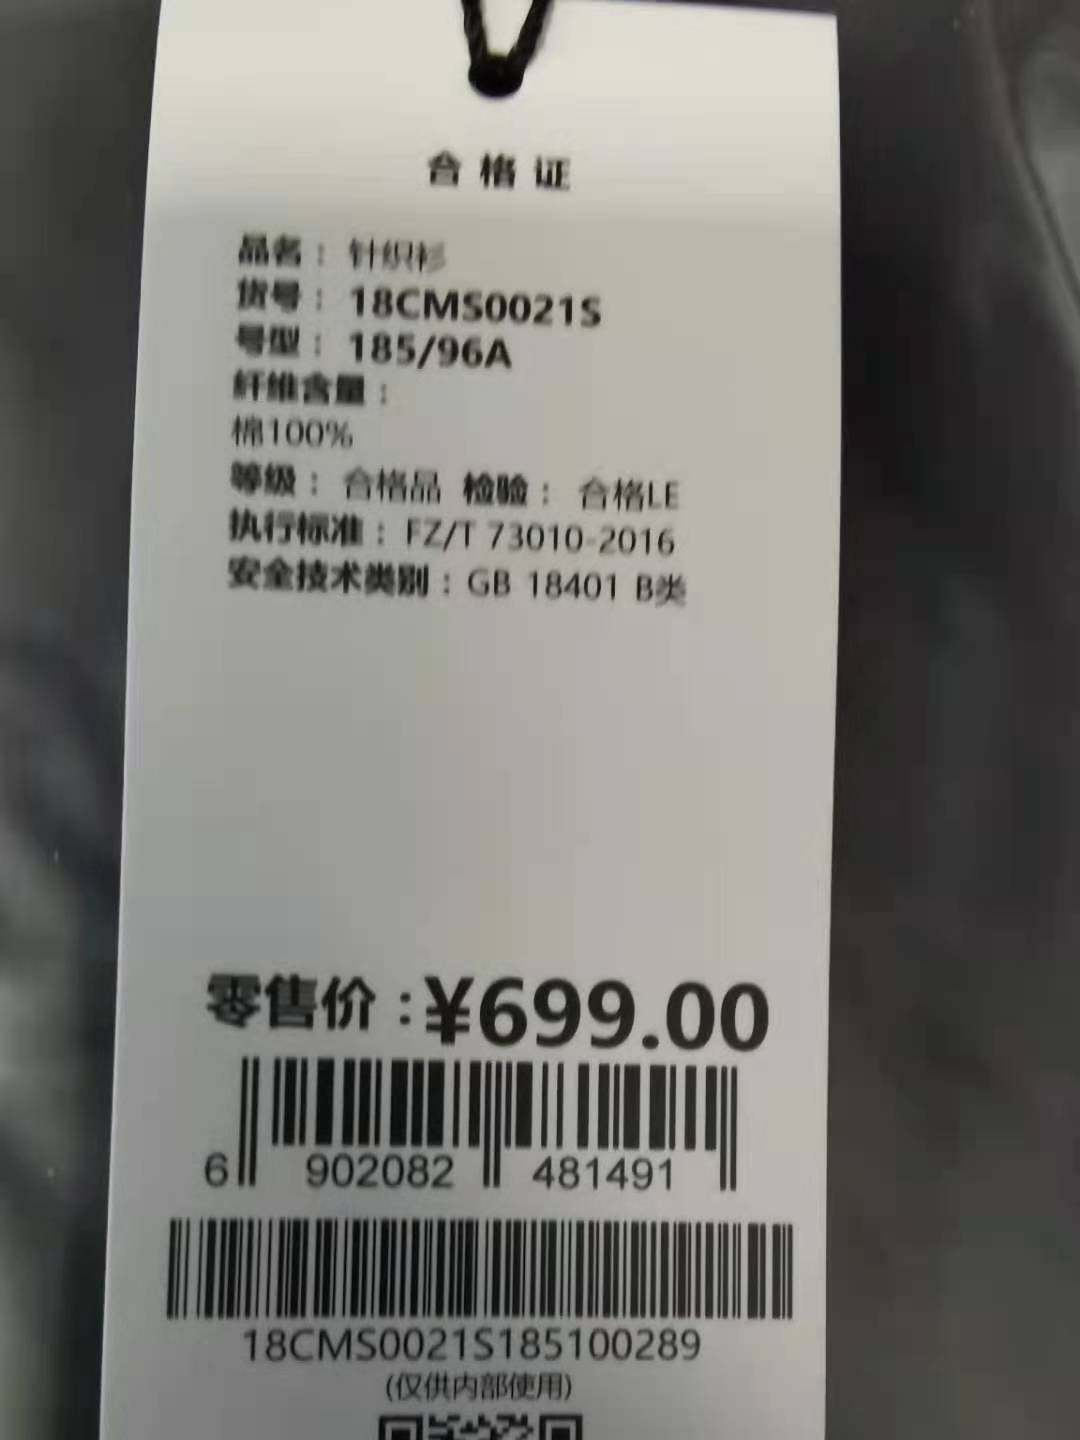 合格证
品名：针织衫
货号：18CMS0021S
号型：185/96A
纤维含量：
棉100%
等级：合格品 检验：合格LE
执行标准：FZ/T 73010-2016
安全技术类别：GB 18401 B类
零售价：¥699.00
6 902082 481491
18CMS0021S185100289
(仅供内部使用)